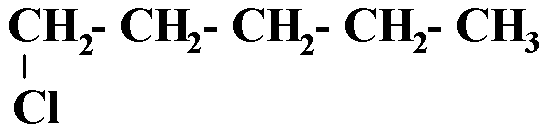 CH₂- CH₂- CH₂- CH₂- CH₃
Cl